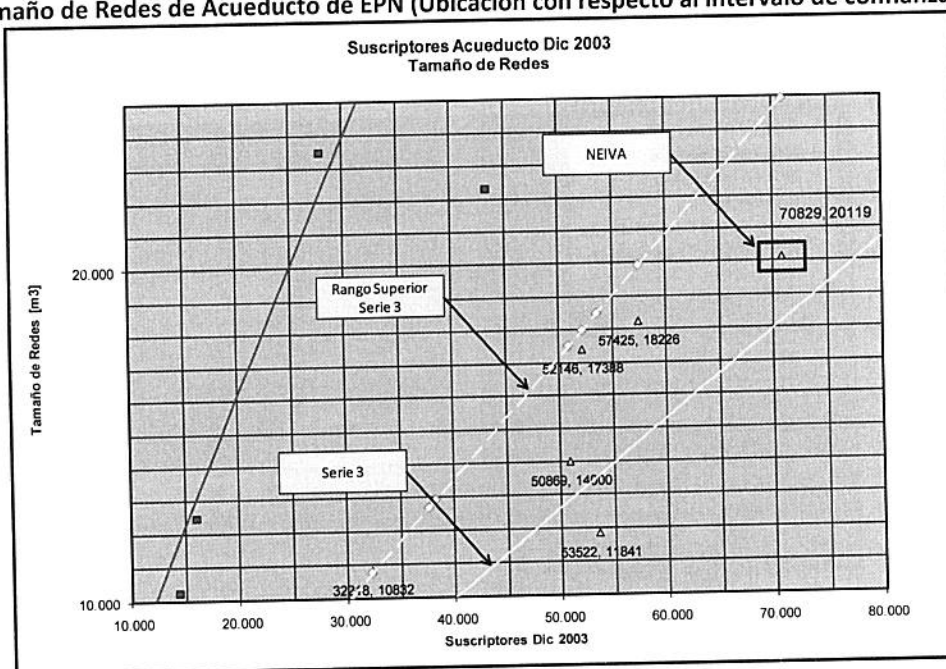 maño de Redes de Acueducto de EPN (Ubicación con respecto al intervalo de confianza
Suscriptores Acueducto Dic 2003
Tamaño de Redes
NEIVA
70829, 20119
20.000
Rango Superior
Serie 3
57425, 18226
52146, 17388
Tamaño de Redes [m3]
Serie 3
50869, 14000
53522, 11841
32218, 10832
10.000
10.000 20.000 30.000 40.000 50.000 60.000 70.000 80.000
Suscriptores Dic 2003